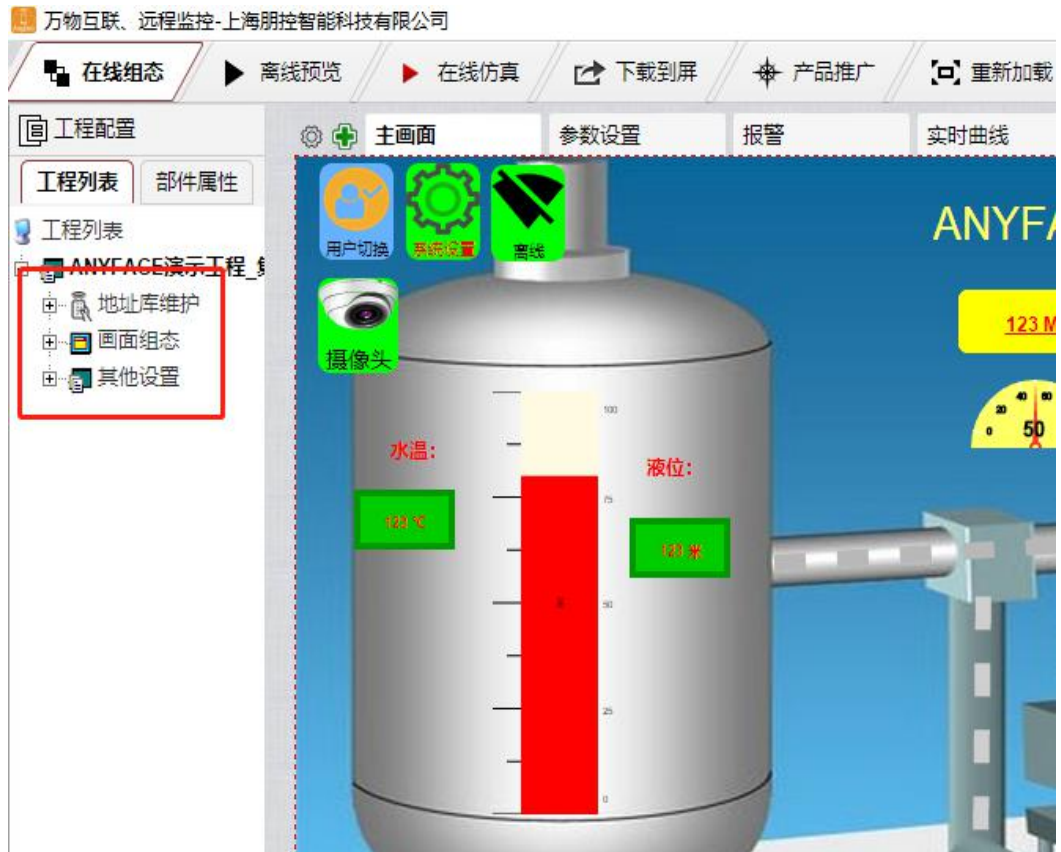 万物互联、远程监控-上海朋控智能科技有限公司
在线组态 离线预览 在线仿真 下载到屏 产品推广 重新加载
工程配置
主画面 参数设置 报警 实时曲线
工程列表 部件属性
工程列表
ANYFACE演示工程_
地址库维护
画面组态
其他设置
用户切换 系统设置 离线
摄像头
ANYFA
123 M
20 40 60
0 50
水温:
123 ℃
液位:
123 米
100
75
50
25
0